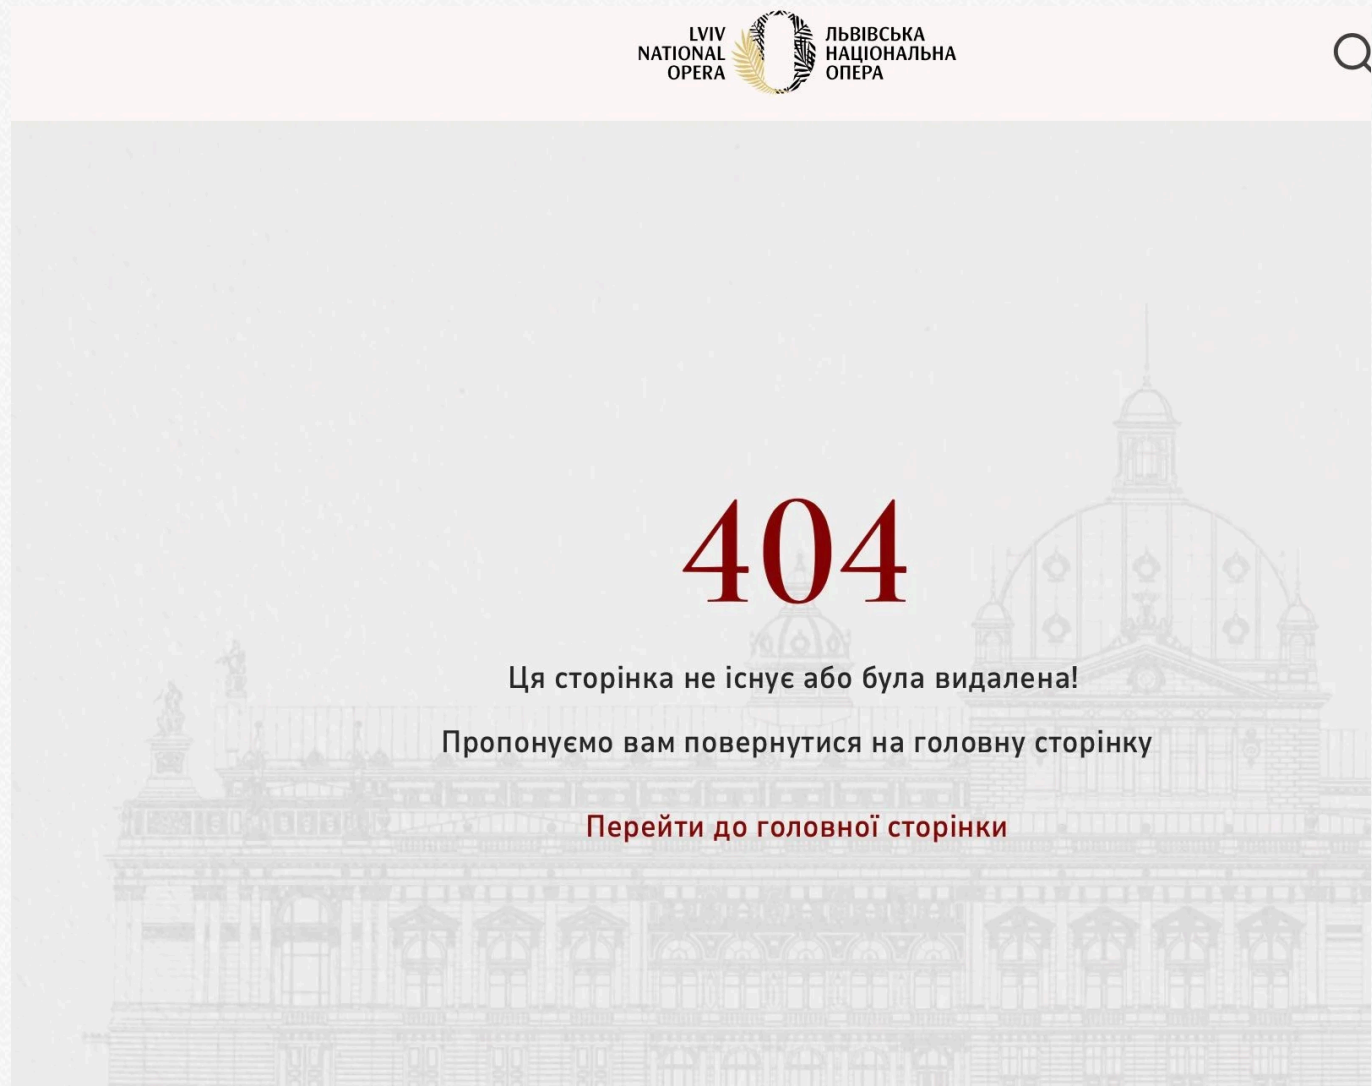 LVIV
NATIONAL
OPERA
ЛЬВІВСЬКА
НАЦІОНАЛЬНА
ОПЕРА
404
Ця сторінка не існує або була видалена!
Пропонуємо вам повернутися на головну сторінку
Перейти до головної сторінки